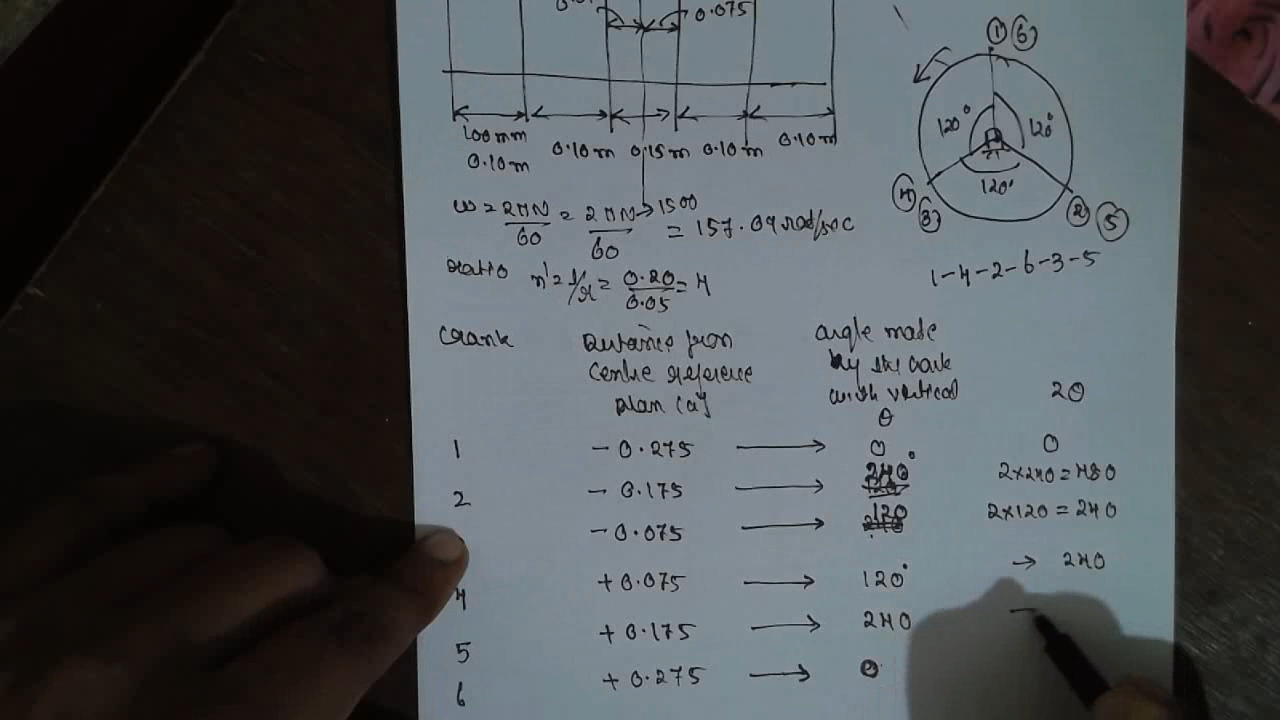 0.075
① ⑥
120° 120°
120°
④ ③
② ⑤
100mm
0.10m 0.10m 0.15m 0.10m 0.10m
ω = 2πN/60 = 2πN/60 → 1500 = 157.09 rad/sec
ratio n' = l/r = 0.20/0.05 = 4
1-4-2-6-3-5
Crank Distance from angle made
centre reference by the crank
plan (a) with vertical 2θ
θ
1 - 0.275 → 0° 0
2 - 0.175 → 240 2×240=480
- 0.075 → 120 2×120=240
4 + 0.075 → 120° → 240
5 + 0.175 → 240
6 + 0.275 → 0